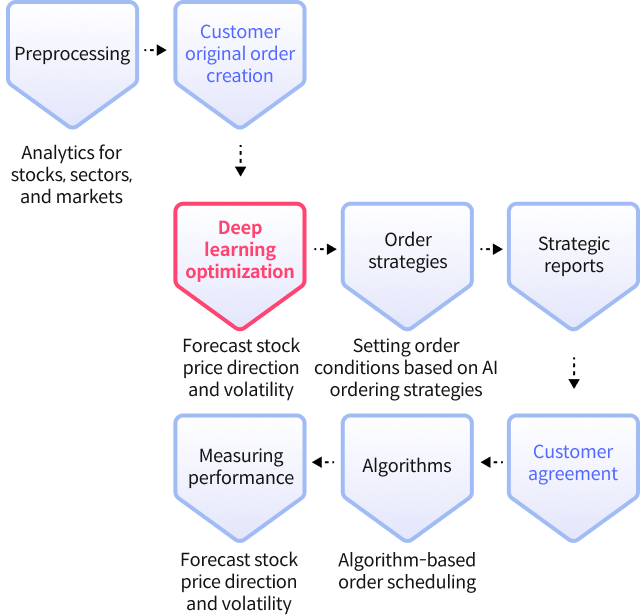 Preprocessing
Customer
original order
creation
Analytics for
stocks, sectors,
and markets
Deep
learning
optimization
Order
strategies
Strategic
reports
Forecast stock
price direction
and volatility
Setting order
conditions based on AI
ordering strategies
Measuring
performance
Algorithms
Customer
agreement
Forecast stock
price direction
and volatility
Algorithm-based
order scheduling